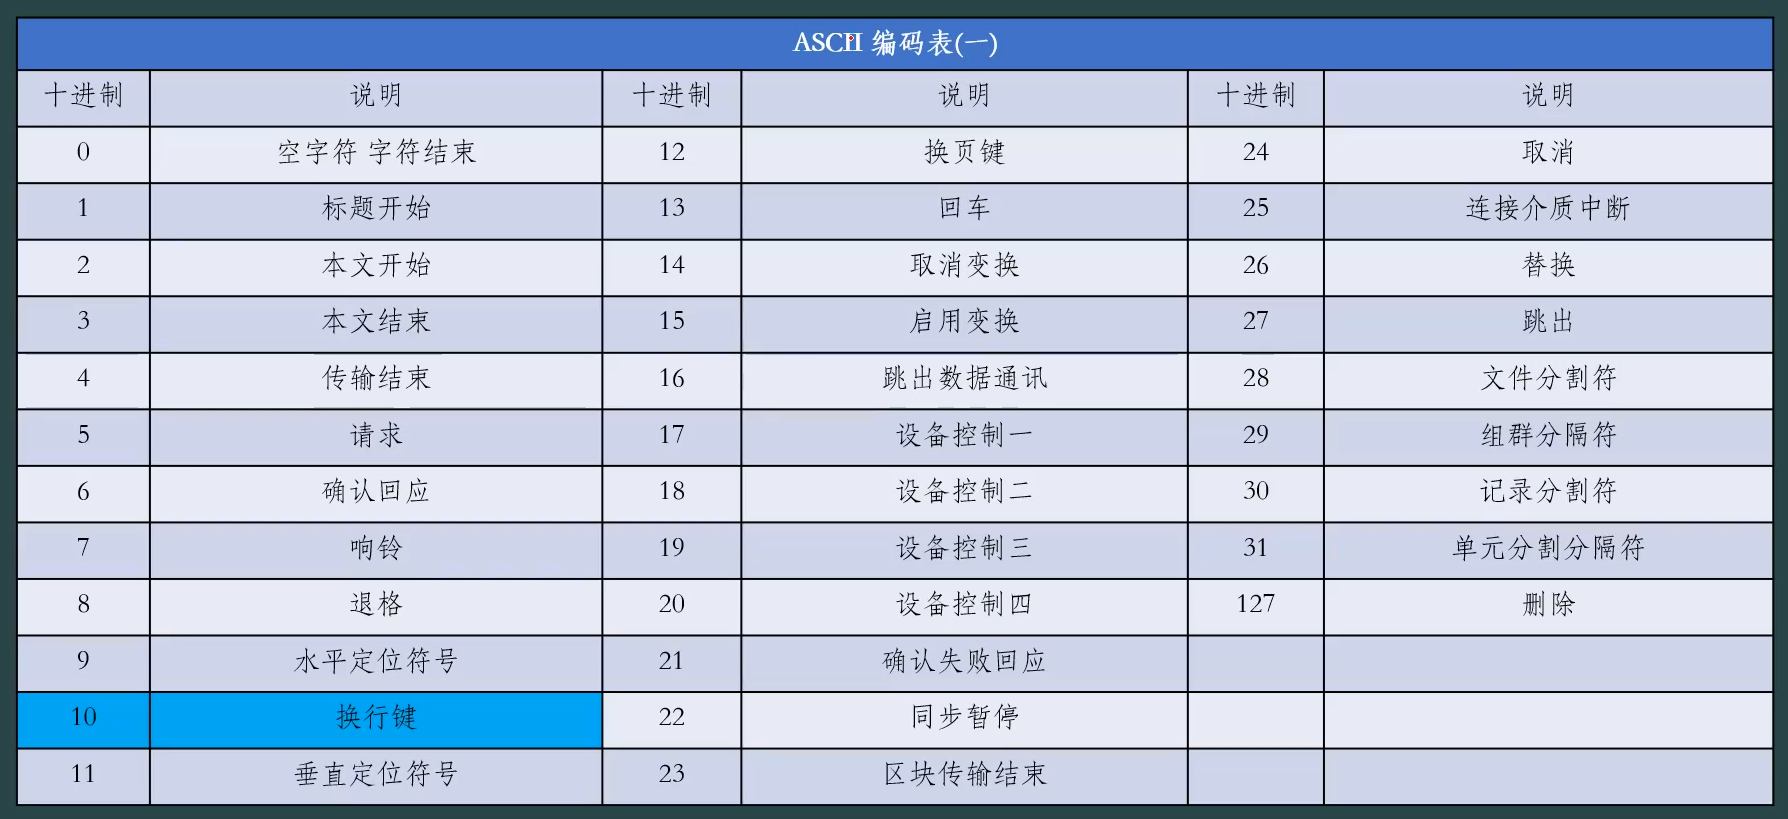 ASCII 编码表(一)
十进制 说明 十进制 说明 十进制 说明
0 空字符 字符结束 12 换页键 24 取消
1 标题开始 13 回车 25 连接介质中断
2 本文开始 14 取消变换 26 替换
3 本文结束 15 启用变换 27 跳出
4 传输结束 16 跳出数据通讯 28 文件分割符
5 请求 17 设备控制一 29 组群分隔符
6 确认回应 18 设备控制二 30 记录分割符
7 响铃 19 设备控制三 31 单元分割分隔符
8 退格 20 设备控制四 127 删除
9 水平定位符号 21 确认失败回应
10 换行键 22 同步暂停
11 垂直定位符号 23 区块传输结束